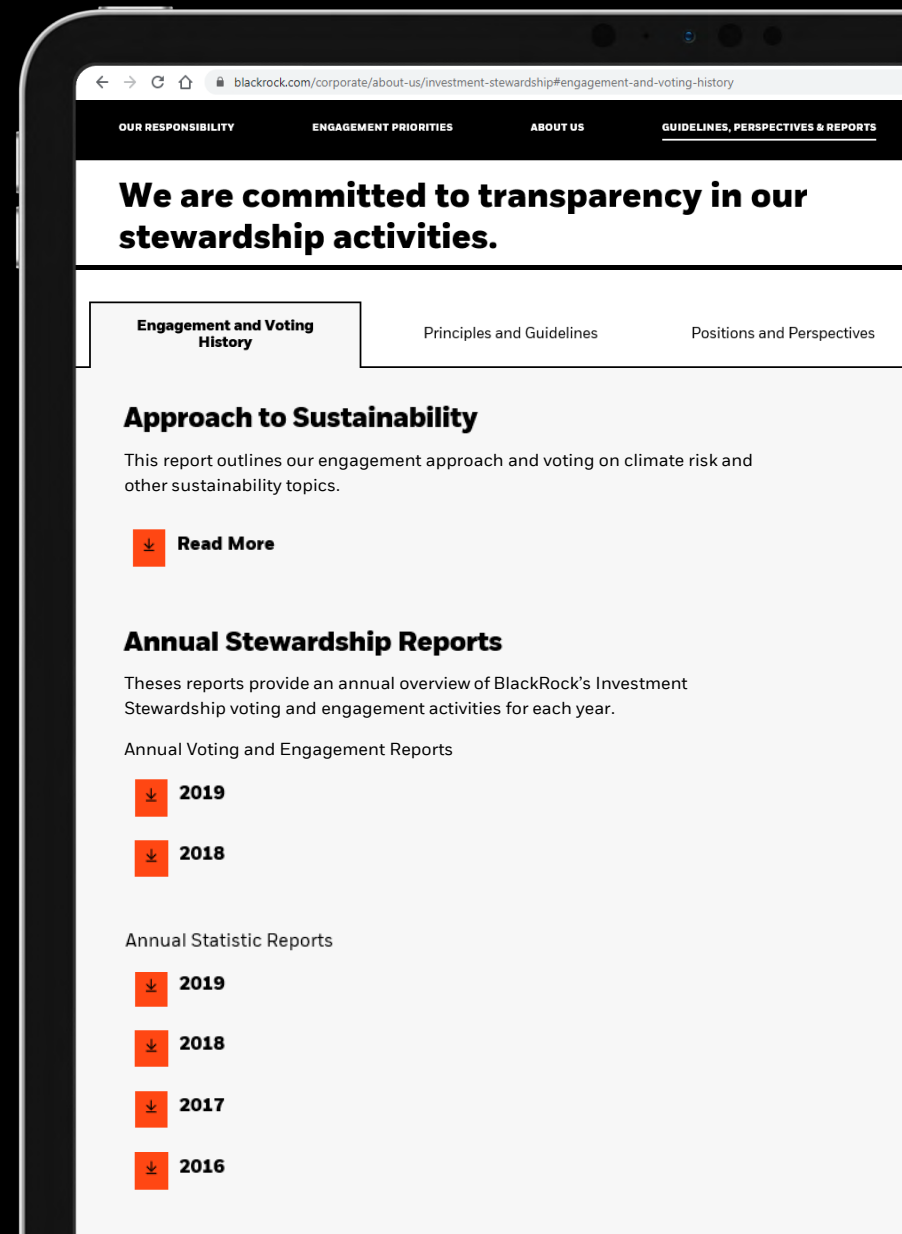 blackrock.com/corporate/about-us/investment-stewardship#engagement-and-voting-history
OUR RESPONSIBILITY
ENGAGEMENT PRIORITIES
ABOUT US
GUIDELINES, PERSPECTIVES & REPORTS
We are committed to transparency in our
stewardship activities.
Engagement and Voting
History
Principles and Guidelines
Positions and Perspectives
Approach to Sustainability
This report outlines our engagement approach and voting on climate risk and
other sustainability topics.
Read More
Annual Stewardship Reports
Theses reports provide an annual overview of BlackRock’s Investment
Stewardship voting and engagement activities for each year.
Annual Voting and Engagement Reports
2019
2018
Annual Statistic Reports
2019
2018
2017
2016